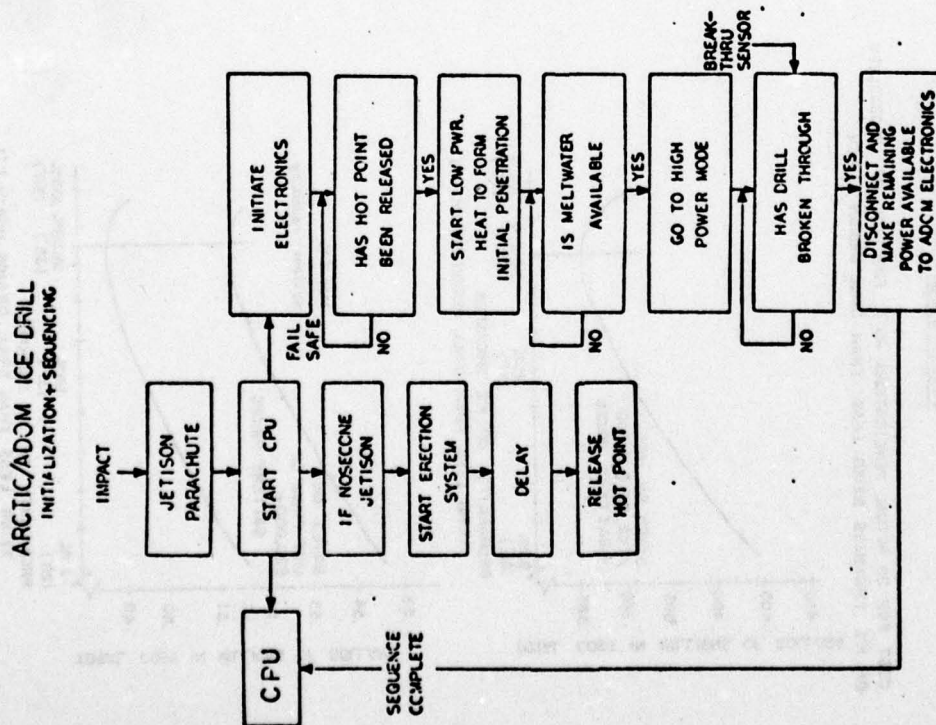 ARCTIC/ADOM ICE DRILL
INITIALIZATION + SEQUENCING
IMPACT
JETISON
PARACHUTE
START CPU
IF NOSECONE
JETISON
START ERECTION
SYSTEM
DELAY
RELEASE
HOT POINT
CPU
SEQUENCE
COMPLETE
INITIATE
ELECTRONICS
FAIL
SAFE
HAS HOT POINT
BEEN RELEASED
NO
YES
START LOW PWR.
HEAT TO FORM
INITIAL PENETRATION
IS MELTWATER
AVAILABLE
NO
YES
GO TO HIGH
POWER MODE
BREAK-
THRU
SENSOR
HAS DRILL
BROKEN THROUGH
NO
YES
DISCONNECT AND
MAKE REMAINING
POWER AVAILABLE
TO ADOM ELECTRONICS